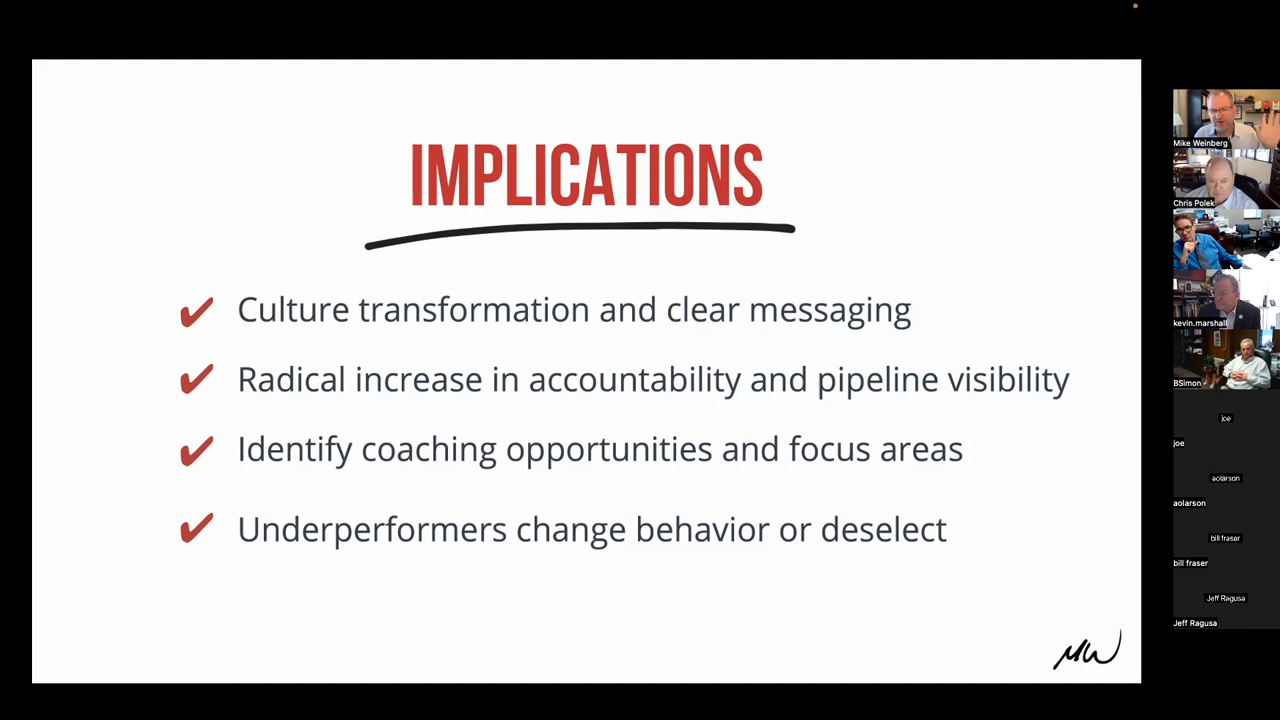 IMPLICATIONS
✔ Culture transformation and clear messaging
✔ Radical increase in accountability and pipeline visibility
✔ Identify coaching opportunities and focus areas
✔ Underperformers change behavior or deselect
MW
Mike Weinberg
Chris Polek
kevin.marshall
BSimon
joe
joe
aolarson
aolarson
bill fraser
bill fraser
Jeff Ragusa
Jeff Ragusa